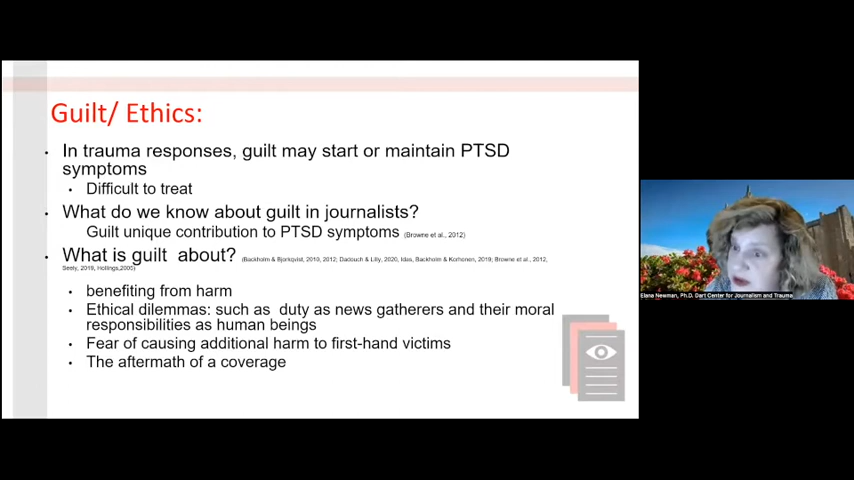 Guilt/ Ethics:
In trauma responses, guilt may start or maintain PTSD
symptoms
Difficult to treat
What do we know about guilt in journalists?
Guilt unique contribution to PTSD symptoms (Browne et al., 2012)
What is guilt about? (Backholm & Bjorkqvist, 2010, 2012; Dadouch & Lilly, 2020, Idas, Backholm & Korhonen, 2019; Browne et al., 2012,
Seely, 2019, Hollings,2005)
benefiting from harm
Ethical dilemmas: such as duty as news gatherers and their moral
responsibilities as human beings
Fear of causing additional harm to first-hand victims
The aftermath of a coverage
Elana Newman, Ph.D. Dart Center for Journalism and Trauma